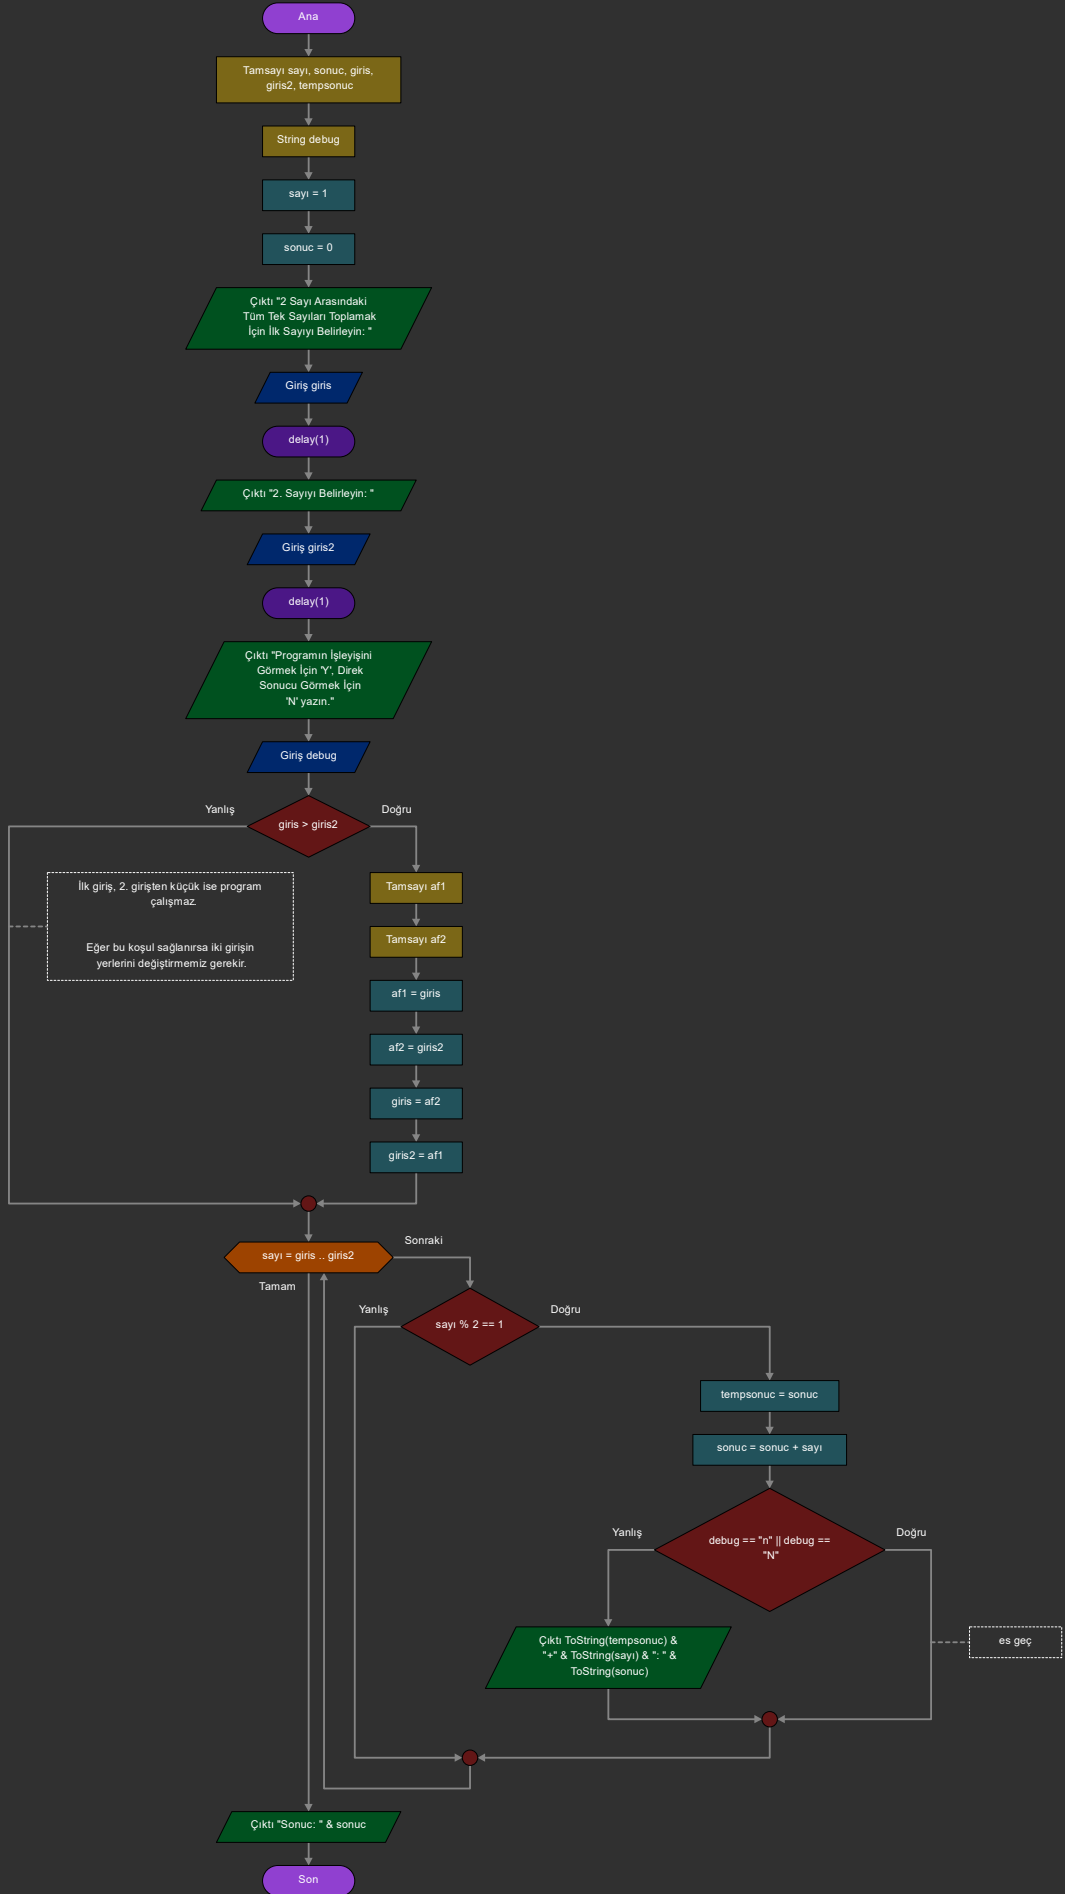 Ana
Tamsayı sayı, sonuc, giris,
giris2, tempsonuc
String debug
sayı = 1
sonuc = 0
Çıktı "2 Sayı Arasındaki
Tüm Tek Sayıları Toplamak
İçin İlk Sayıyı Belirleyin: "
Giriş giris
delay(1)
Çıktı "2. Sayıyı Belirleyin: "
Giriş giris2
delay(1)
Çıktı "Programın İşleyişini
Görmek İçin 'Y', Direk
Sonucu Görmek İçin
'N' yazın."
Giriş debug
Yanlış
giris > giris2
Doğru
İlk giriş, 2. girişten küçük ise program
çalışmaz.
Eğer bu koşul sağlanırsa iki girişin
yerlerini değiştirmemiz gerekir.
Tamsayı af1
Tamsayı af2
af1 = giris
af2 = giris2
giris = af2
giris2 = af1
sayı = giris .. giris2
Sonraki
Tamam
Yanlış
sayı % 2 == 1
Doğru
tempsonuc = sonuc
sonuc = sonuc + sayı
Yanlış
debug == "n" || debug ==
"N"
Doğru
Çıktı ToString(tempsonuc) &
"+" & ToString(sayı) & ": " &
ToString(sonuc)
es geç
Çıktı "Sonuc: " & sonuc
Son